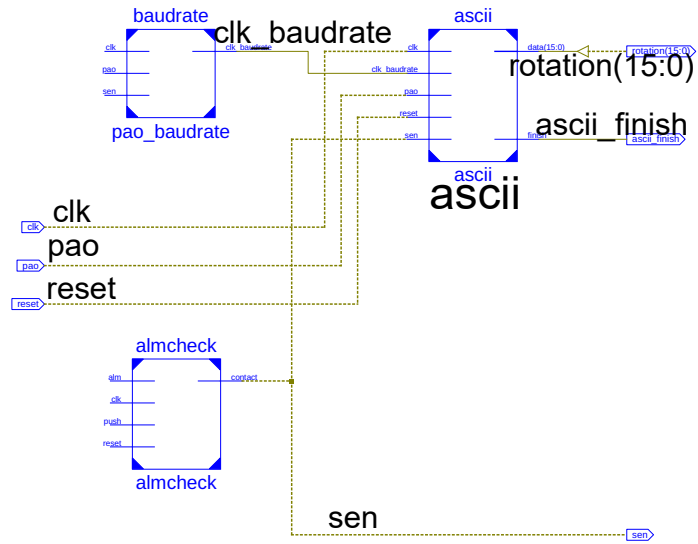 baudrate
clk
pao
sen
clk_baudrate
pao_baudrate
clk_baudrate
ascii
clk
clk_baudrate
pao
reset
sen
data(15:0)
finish
ascii
ascii
rotation(15:0)
rotation(15:0)
ascii_finish
ascii_finish
clk
clk
pao
pao
reset
reset
almcheck
alm
clk
push
reset
contact
almcheck
sen
sen